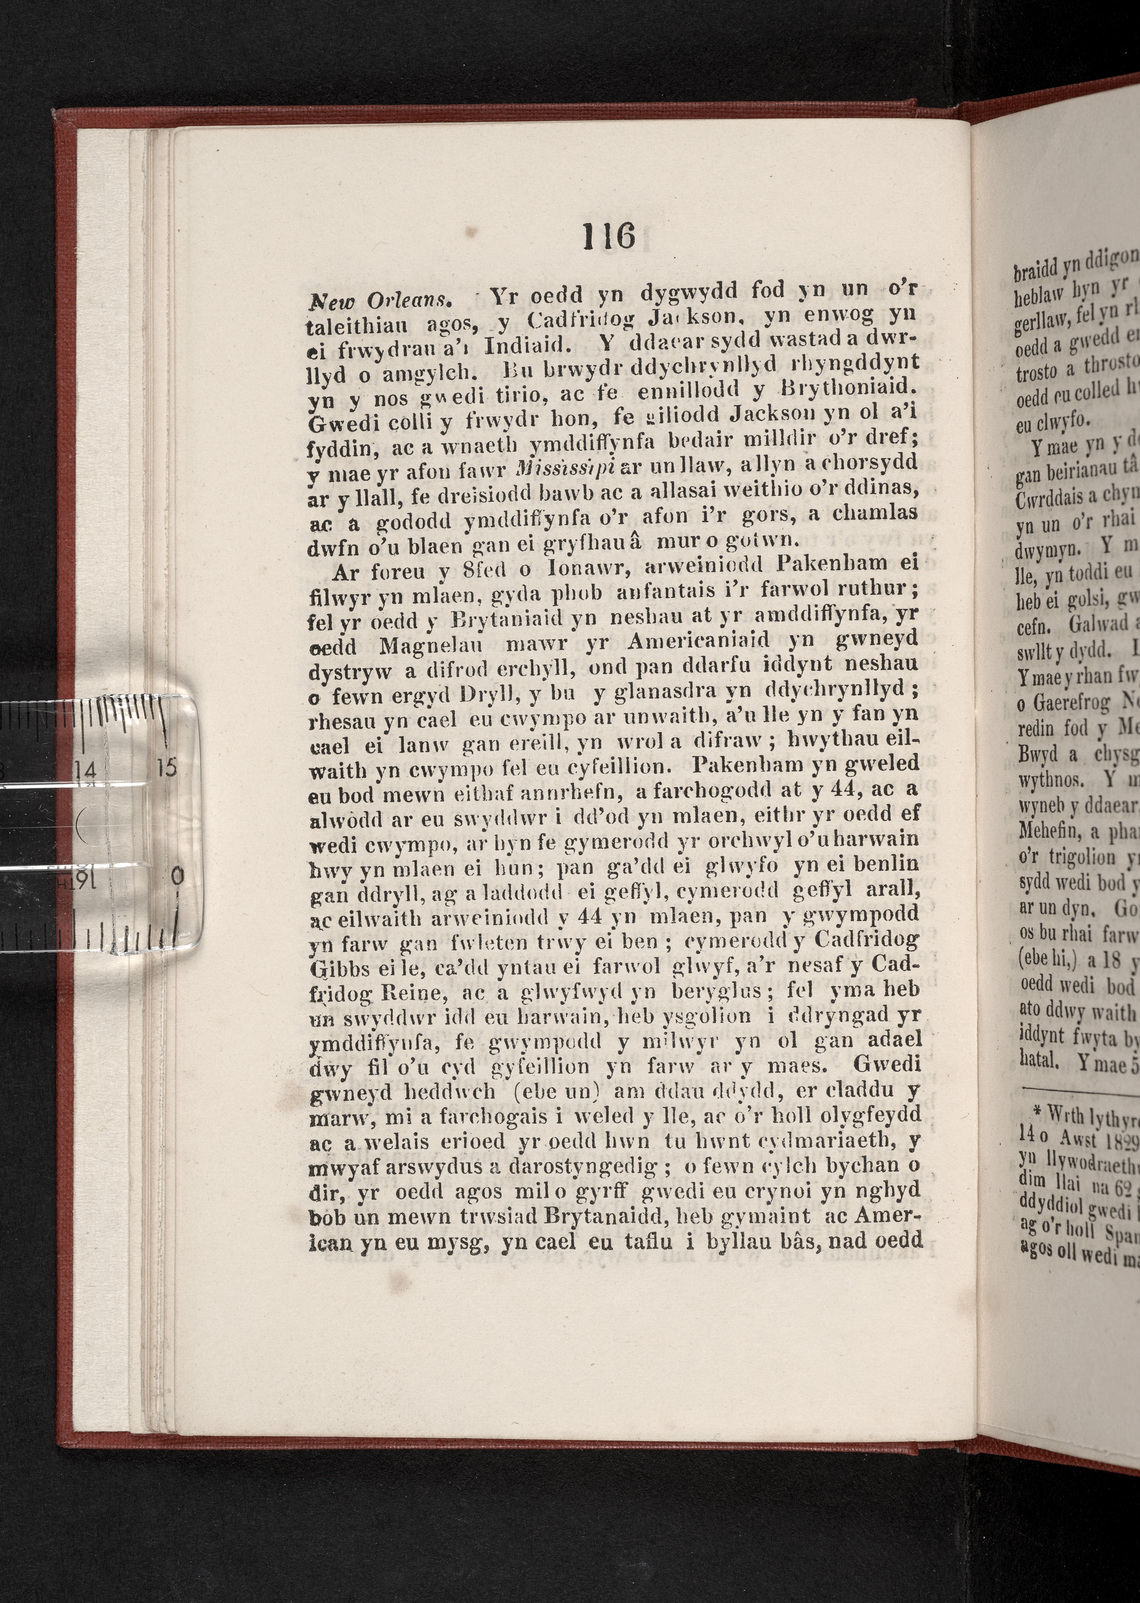 116
New Orleans. Yr oedd yn dygwydd fod yn un o'r
taleithiau agos, y Cadfridog Jackson, yn enwog yn
ei frwydrau a'r Indiaid. Y ddaear sydd wastad a dwr-
llyd o amgylch. Bu brwydr ddychrynllyd rhyngddynt
yn y nos gwedi tirio, ac fe ennillodd y Brythoniaid.
Gwedi colli y frwydr hon, fe giliodd Jackson yn ol a'i
fyddin, ac a wnaeth ymddiffynfa bedair milldir o'r dref;
y mae yr afon fawr Mississipi ar un llaw, a llyn a chorsydd
ar y llall, fe dreisiodd bawb ac a allasai weithio o'r ddinas,
ac a gododd ymddiffynfa o'r afon i'r gors, a chamlas
dwfn o'u blaen gan ei gryfhau â mur o gotwn.
Ar foreu y 8fed o Ionawr, arweiniodd Pakenham ei
filwyr yn mlaen, gyda phob anfantais i'r farwol ruthur;
fel yr oedd y Brytaniaid yn neshau at yr amddiffynfa, yr
oedd Magnelau mawr yr Americaniaid yn gwneyd
dystryw a difrod erchyll, ond pan ddarfu iddynt neshau
o fewn ergyd Dryll, y bu y glanasdra yn ddychrynllyd;
rhesau yn cael eu cwympo ar unwaith, a'u lle yn y fan yn
cael ei lanw gan ereill, yn wrol a difraw; hwythau eil-
waith yn cwympo fel eu cyfeillion. Pakenham yn gweled
eu bod mewn eithaf annrhefn, a farchogodd at y 44, ac a
alwodd ar eu swyddwr i dd'od yn mlaen, eithr yr oedd ef
wedi cwympo, ar hyn fe gymerodd yr orchwyl o'u harwain
hwy yn mlaen ei hun; pan ga'dd ei glwyfo yn ei benlin
gan ddryll, ag a laddodd ei geffyl, cymerodd geffyl arall,
ac eilwaith arweiniodd y 44 yn mlaen, pan y gwympodd
yn farw gan fwleten trwy ei ben; cymerodd y Cadfridog
Gibbs ei le, ca'dd yntau ei farwol glwyf, a'r nesaf y Cad-
fridog Reine, ac a glwyfwyd yn beryglus; fel yma heb
un swyddwr idd eu harwain, heb ysgolion i ddryngad yr
ymddiffynfa, fe gwympodd y milwyr yn ol gan adael
dwy fil o'u cyd gyfeillion yn farw ar y maes. Gwedi
gwneyd heddwch (ebe un) am ddau ddydd, er claddu y
marw, mi a farchogais i weled y lle, ac o'r holl olygfeydd
ac a welais erioed yr oedd hwn tu hwnt cydmariaeth, y
mwyaf arswydus a darostyngedig; o fewn cylch bychan o
dir, yr oedd agos mil o gyrff gwedi eu crynoi yn nghyd
bob un mewn trwsiad Brytanaidd, heb gymaint ac Amer-
ican yn eu mysg, yn cael eu taflu i byllau bâs, nad oedd
braidd yn ddigon
heblaw hyn yr
gerllaw, fel yn
oedd a gwedd
trosto a throsto
oedd eu colled
eu clwyfo.
Y mae yn y
gan beirianau
Cwrddais a
yn un o'r rhai
dwymyn. Y
lle, yn toddi eu
heb ei golsi,
cefn. Galwad
swllt y dydd.
Y mae y rhan
o Gaerefrog
redin fod y
Bwyd a
wythnos. Y
wyneb y ddaear
Mehefin, a
o'r trigolion
sydd wedi bod
ar un dyn.
os bu rhai
(ebe hi,) a 18
oedd wedi bod
ato ddwy waith
iddynt fwyta
hatal. Y mae
* Wrth
14 o Awst 1829
yn
dim llai na 62
ddyddiol gwedi
ag o'r holl
agos oll wedi
14 15
0